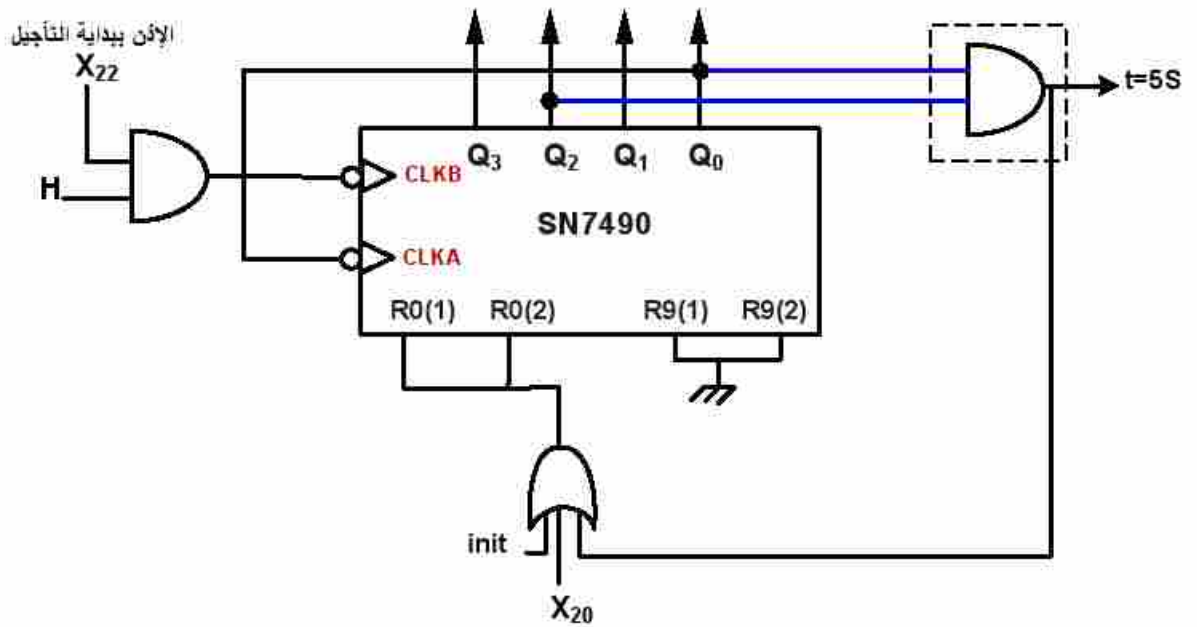 الإذن ببداية التأجيل
X22
H
t=5S
Q3 Q2 Q1 Q0
CLKB
SN7490
CLKA
R0(1) R0(2) R9(1) R9(2)
init
X20